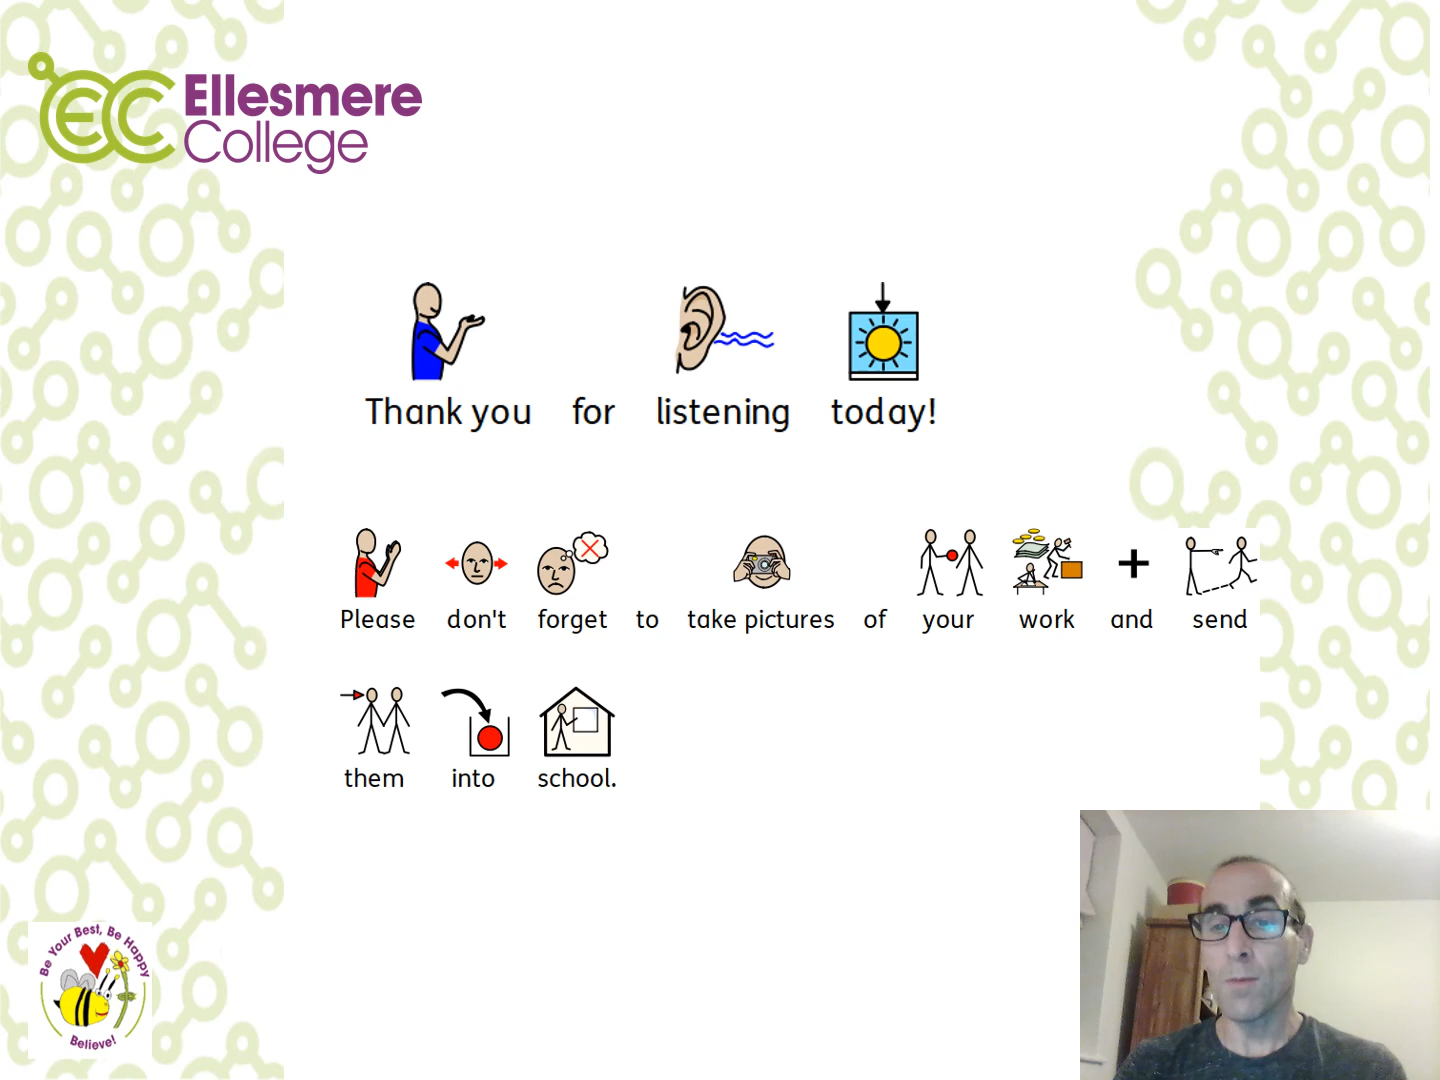 Ellesmere
College
Thank you for listening today!
Please don't forget to take pictures of your work and send
them into school.
Be Your Best, Be Happy
Believe!